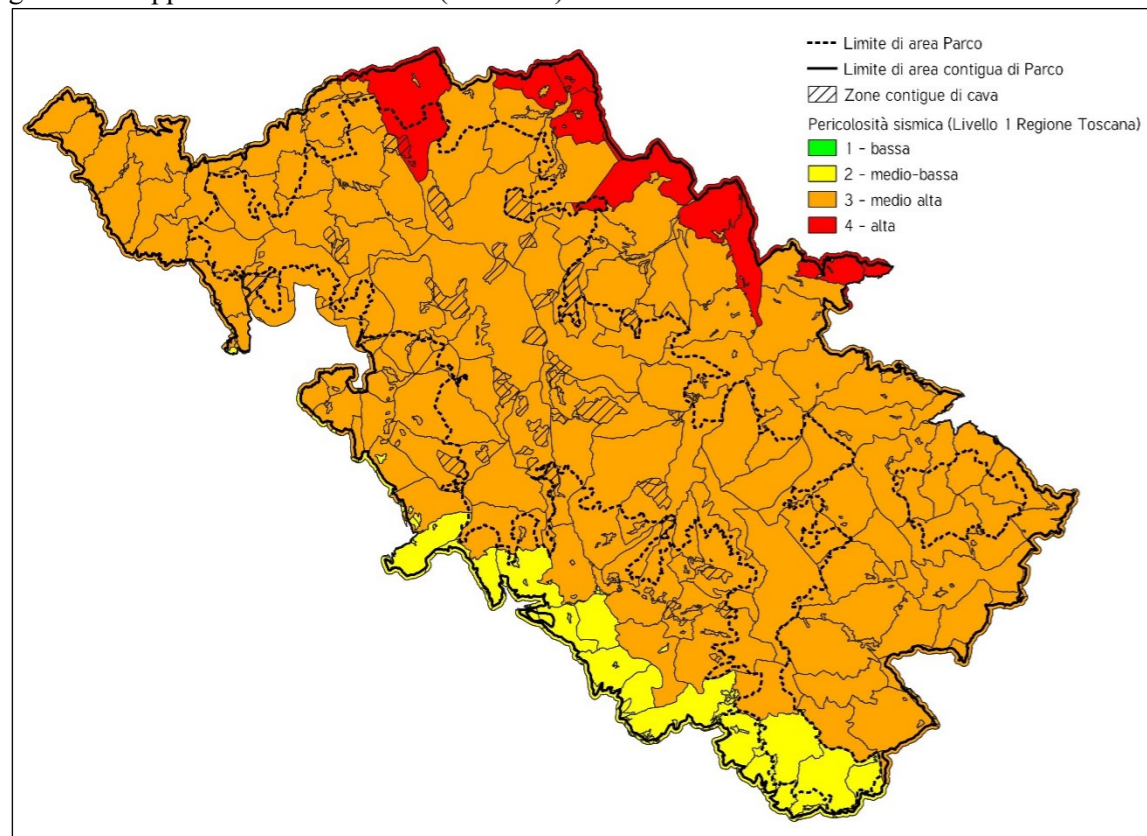 Limite di area Parco
Limite di area contigua di Parco
Zone contigue di cava
Pericolosità sismica (Livello 1 Regione Toscana)
1 - bassa
2 - medio-bassa
3 - medio alta
4 - alta